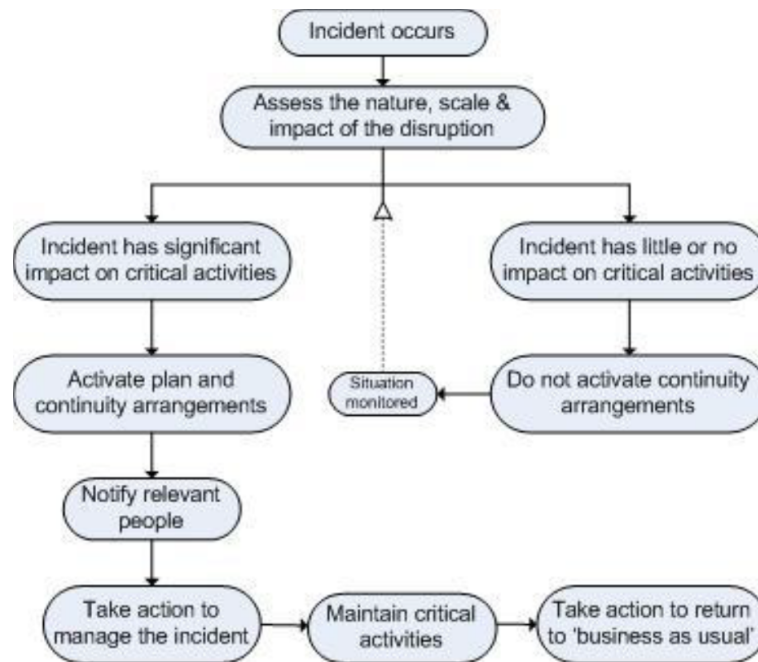 Incident occurs
Assess the nature, scale &
impact of the disruption
Incident has significant
impact on critical activities
Incident has little or no
impact on critical activities
Activate plan and
continuity arrangements
Situation
monitored
Do not activate continuity
arrangements
Notify relevant
people
Take action to
manage the incident
Maintain critical
activities
Take action to return
to 'business as usual'